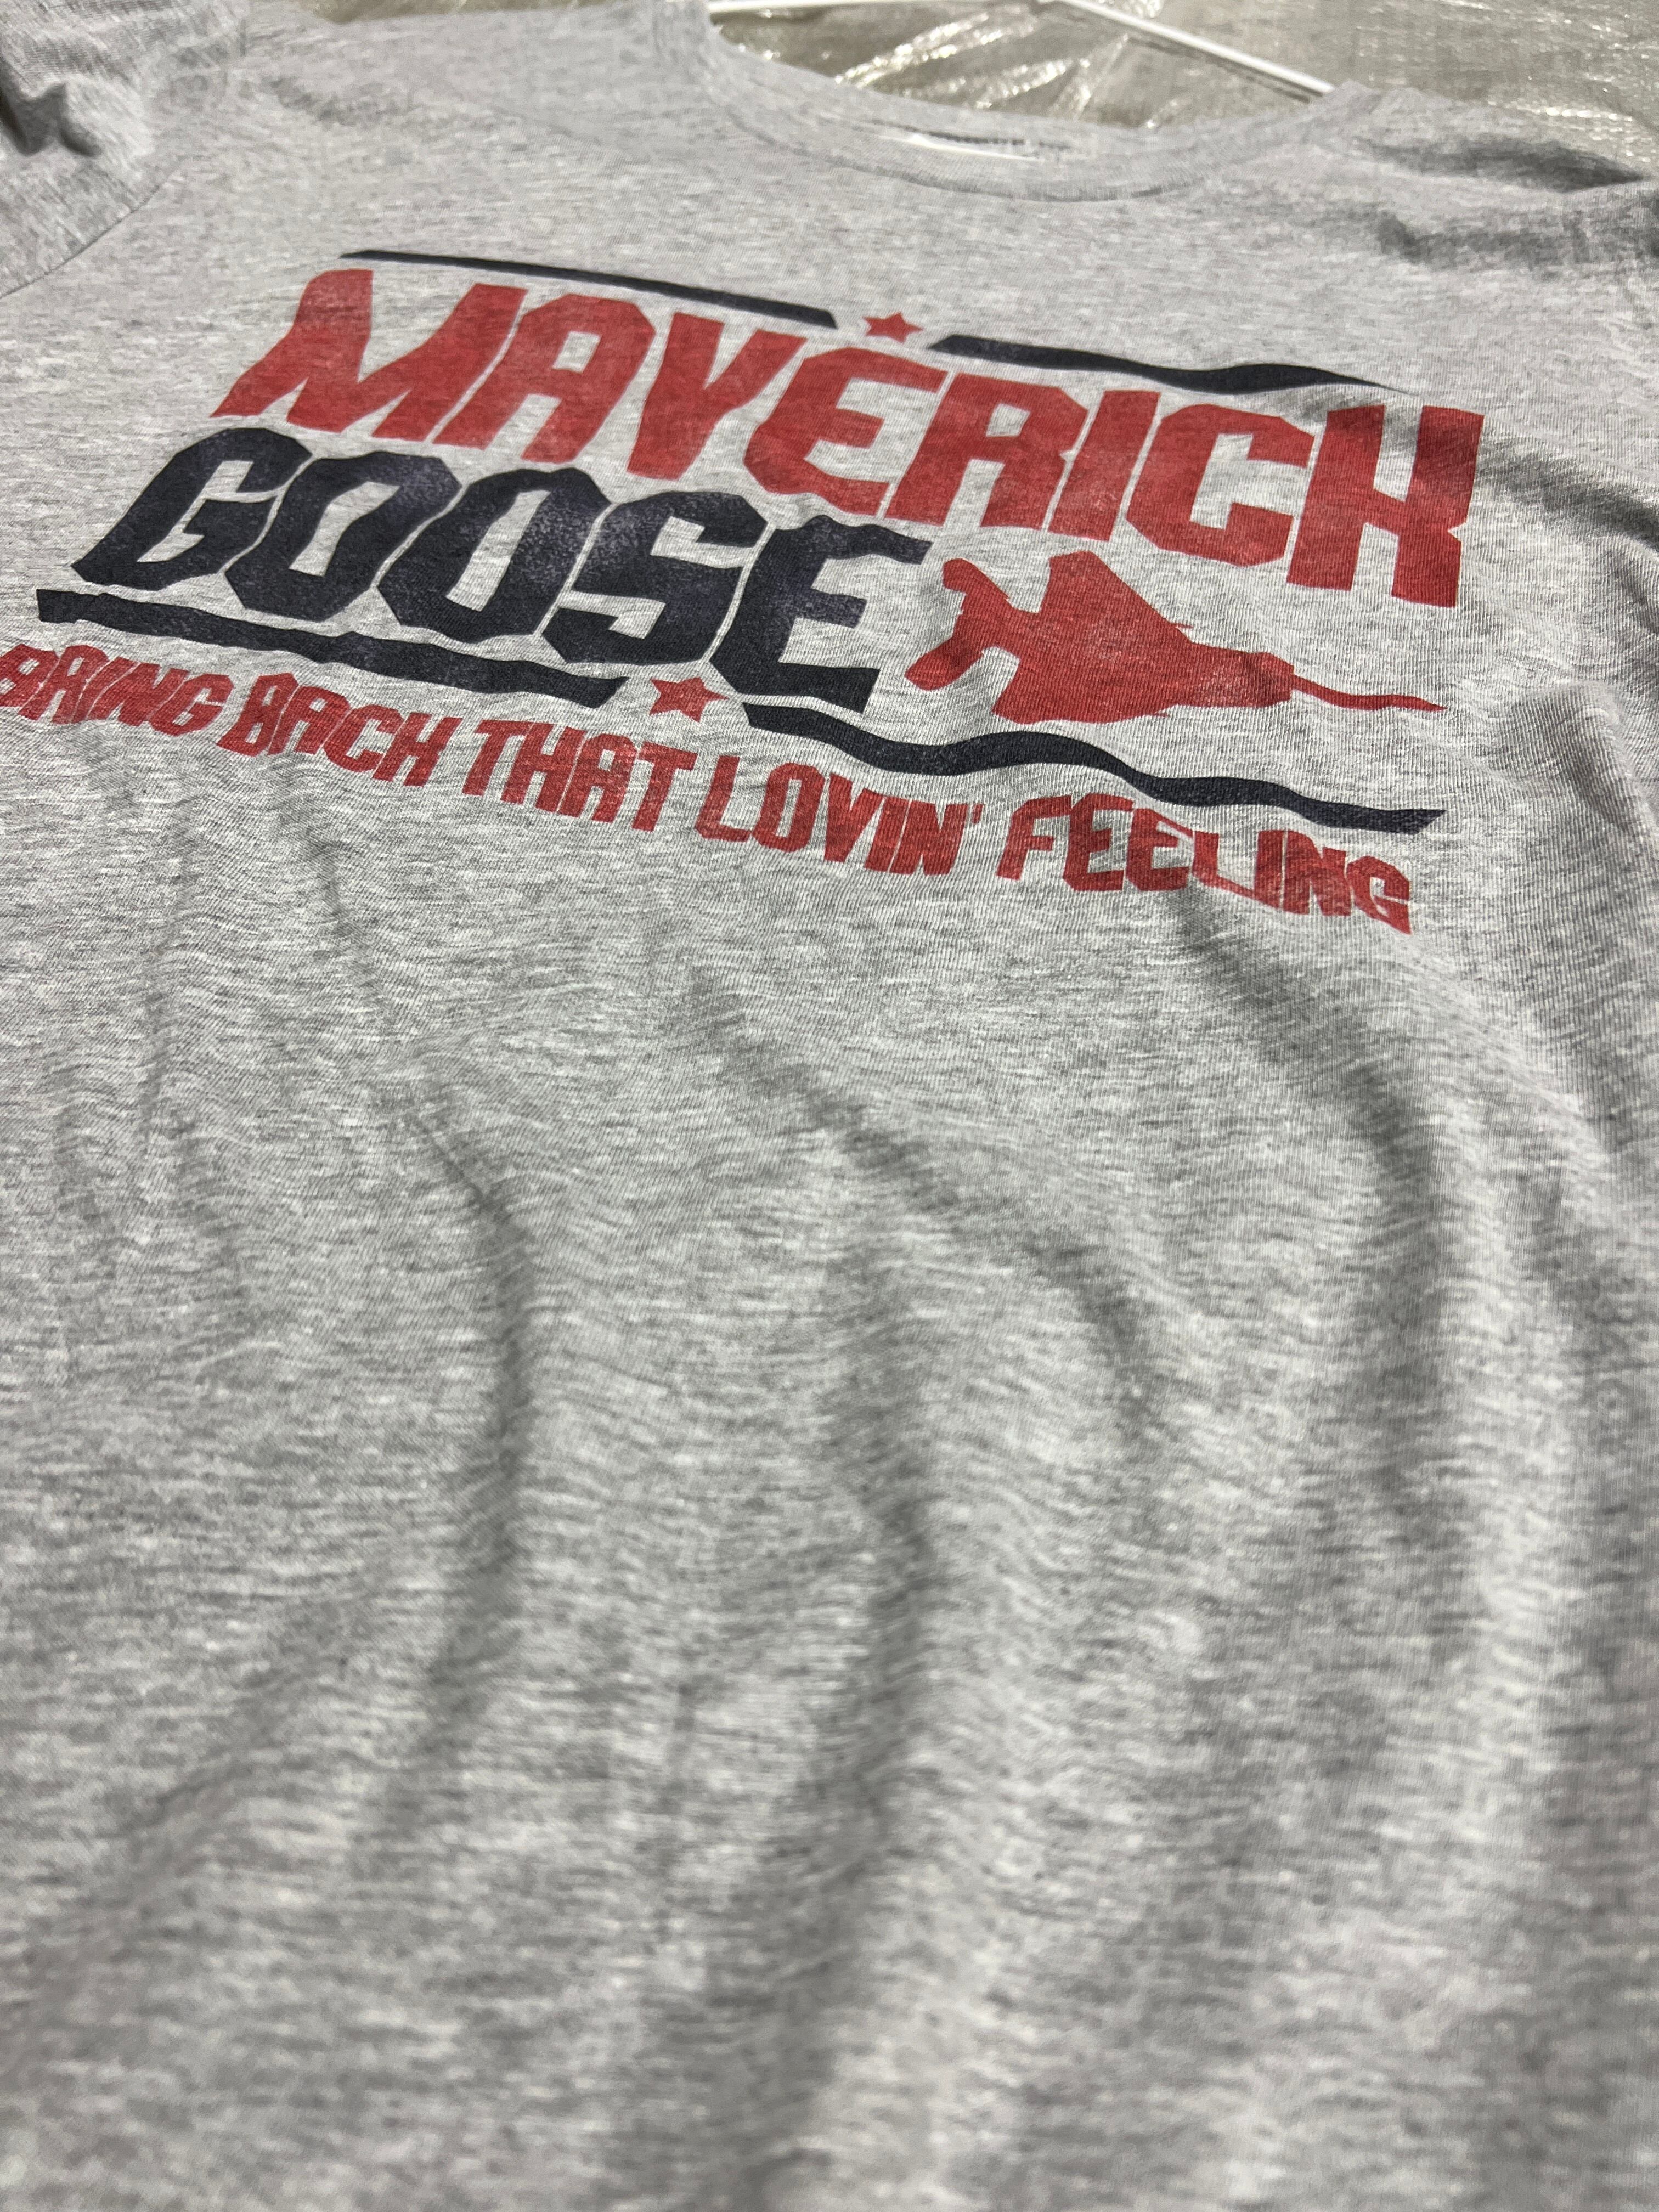 MAVERICK
GOOSE
BRING BACK THAT LOVIN' FEELING